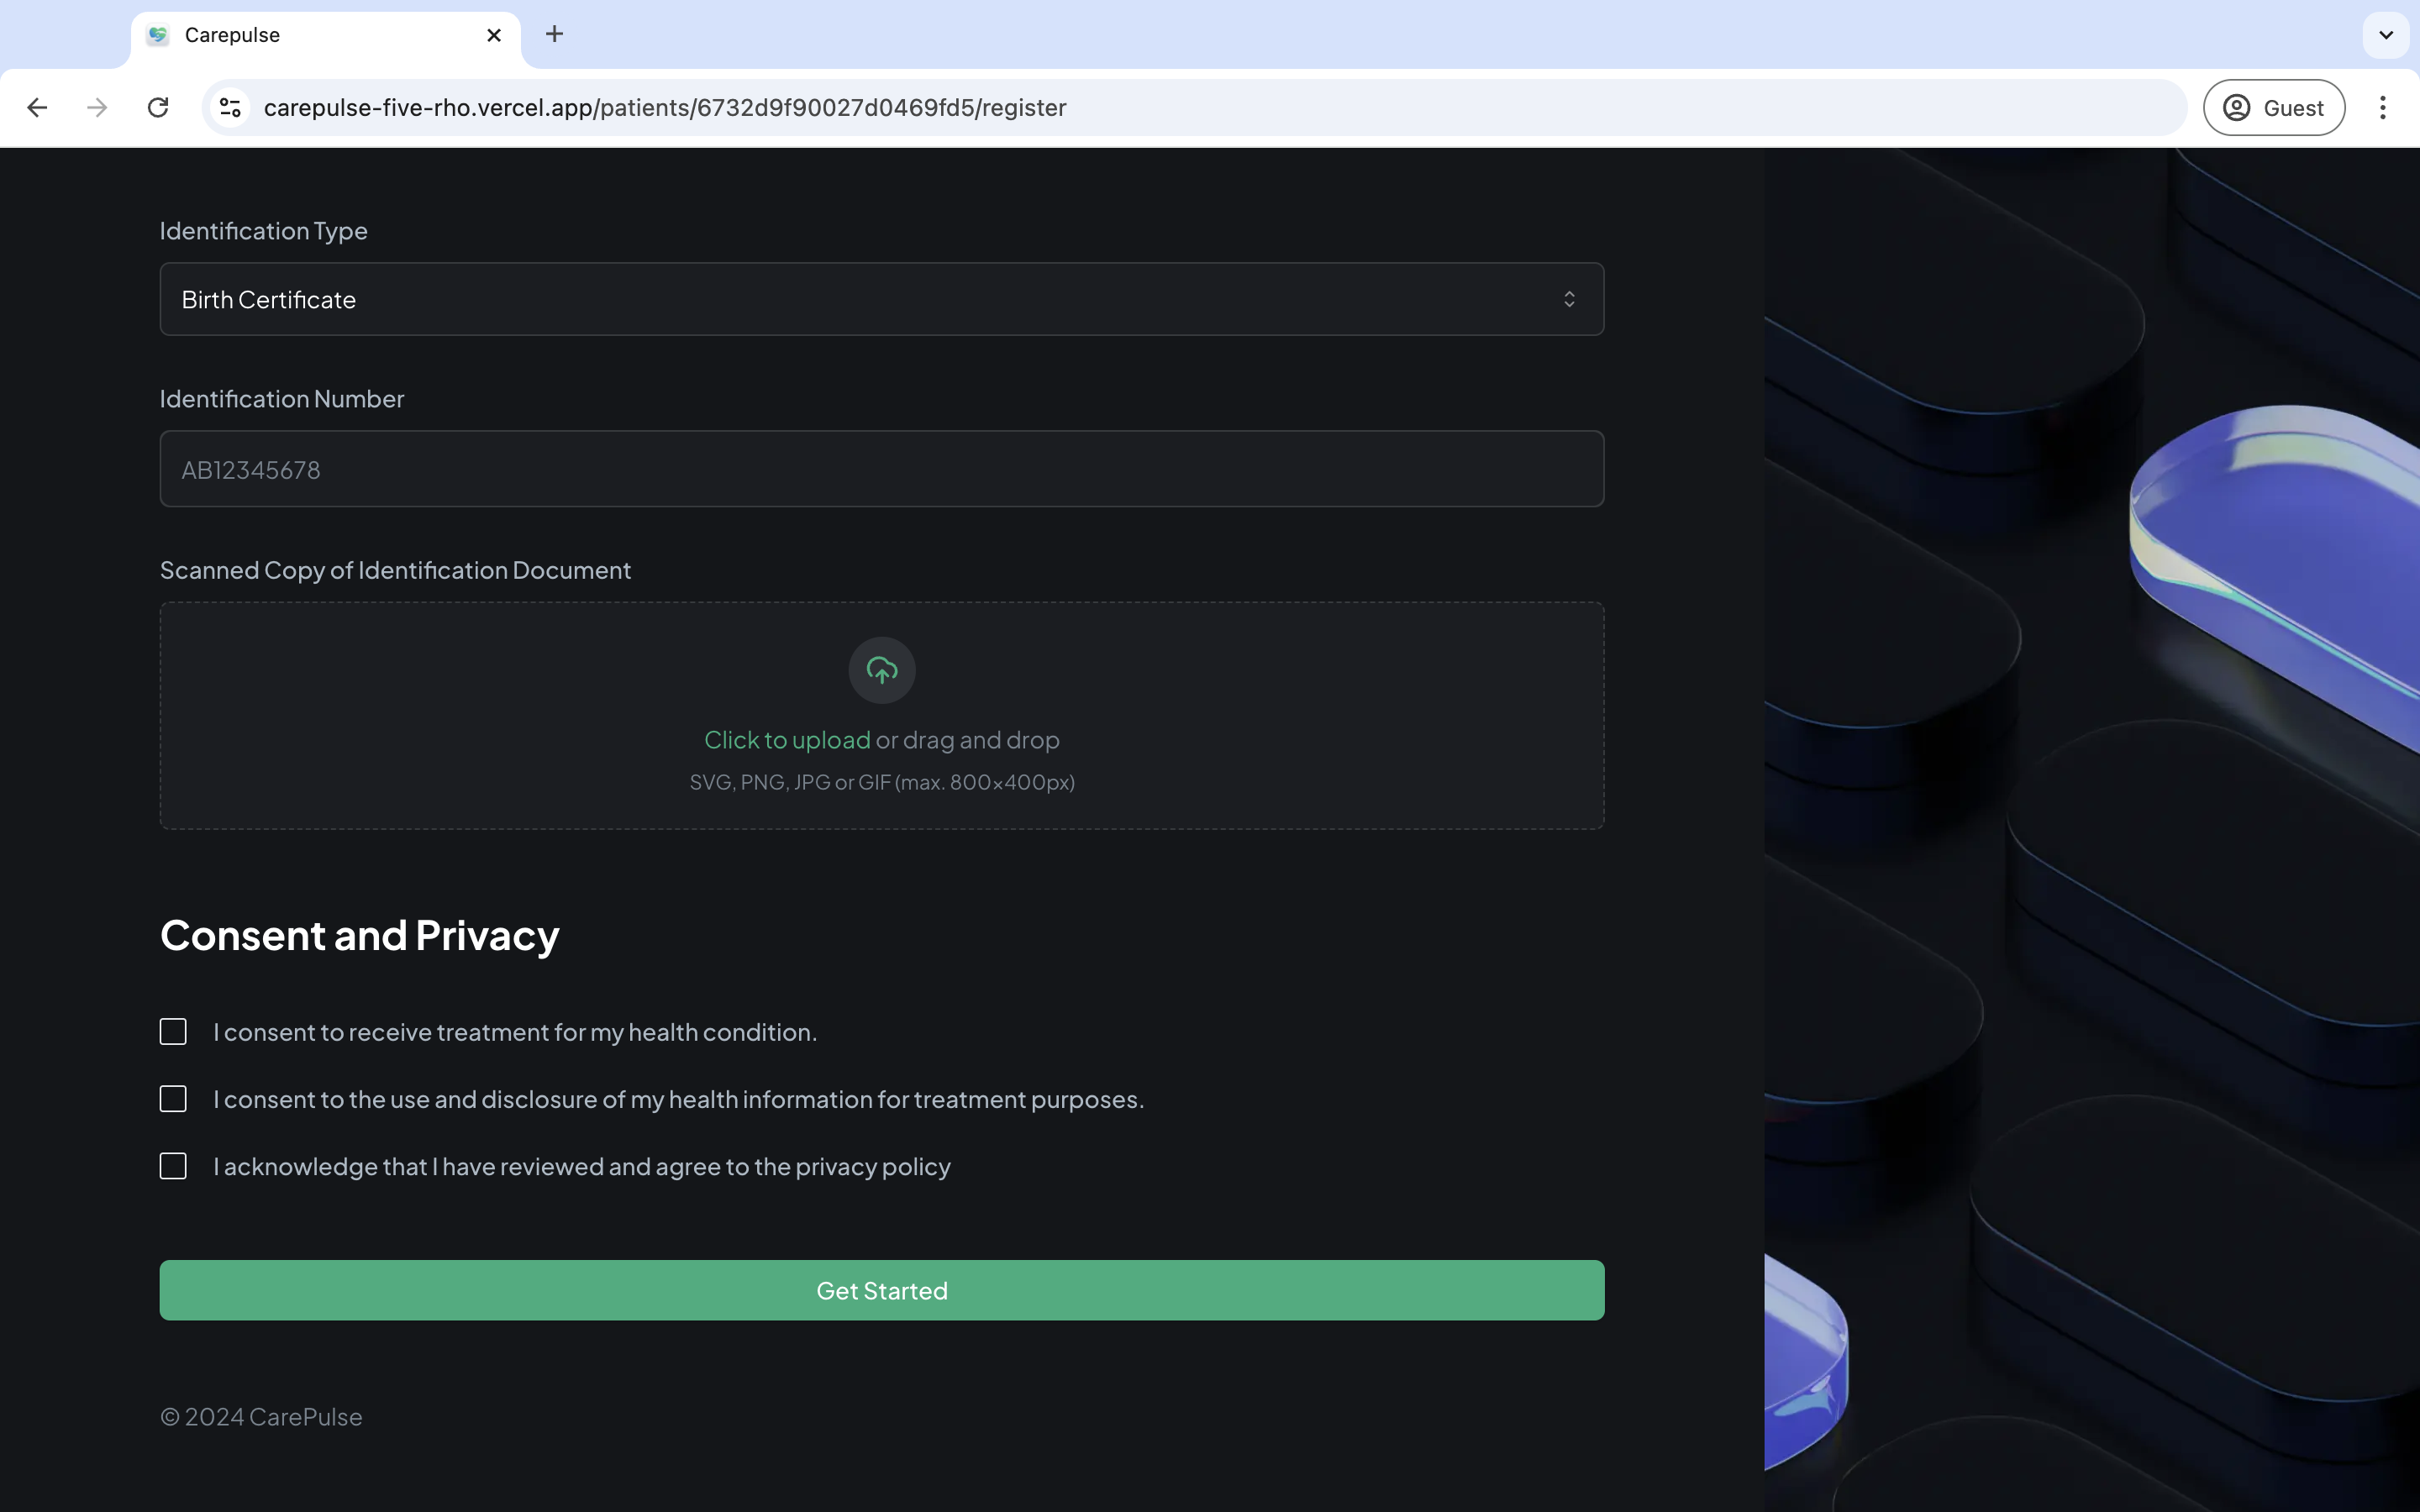 Carepulse
carepulse-five-rho.vercel.app/patients/6732d9f90027d0469fd5/register
Guest
Identification Type
Birth Certificate
Identification Number
AB12345678
Scanned Copy of Identification Document
Click to upload or drag and drop
SVG, PNG, JPG or GIF (max. 800×400px)
Consent and Privacy
I consent to receive treatment for my health condition.
I consent to the use and disclosure of my health information for treatment purposes.
I acknowledge that I have reviewed and agree to the privacy policy
Get Started
© 2024 CarePulse